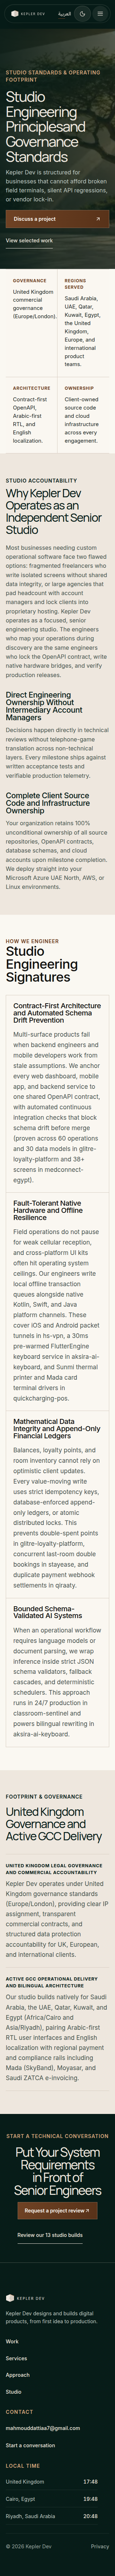 KEPLER DEV
العربية
STUDIO STANDARDS & OPERATING
FOOTPRINT
Studio
Engineering
Principlesand
Governance
Standards
Kepler Dev is structured for
businesses that cannot afford broken
field terminals, silent API regressions,
or vendor lock-in.
Discuss a project
View selected work
GOVERNANCE
United Kingdom
commercial
governance
(Europe/London).
REGIONS
SERVED
Saudi Arabia,
UAE, Qatar,
Kuwait, Egypt,
the United
Kingdom,
Europe, and
international
product
teams.
ARCHITECTURE
Contract-first
OpenAPI,
Arabic-first
RTL, and
English
localization.
OWNERSHIP
Client-owned
source code
and cloud
infrastructure
across every
engagement.
STUDIO ACCOUNTABILITY
Why Kepler Dev
Operates as an
Independent Senior
Studio
Most businesses needing custom
operational software face two flawed
options: fragmented freelancers who
write isolated screens without shared
data integrity, or large agencies that
pad headcount with account
managers and lock clients into
proprietary hosting. Kepler Dev
operates as a focused, senior
engineering studio. The engineers
who map your operations during
discovery are the same engineers
who lock the OpenAPI contract, write
native hardware bridges, and verify
production releases.
Direct Engineering
Ownership Without
Intermediary Account
Managers
Decisions happen directly in technical
reviews without telephone-game
translation across non-technical
layers. Every milestone ships against
written acceptance tests and
verifiable production telemetry.
Complete Client Source
Code and Infrastructure
Ownership
Your organization retains 100%
unconditional ownership of all source
repositories, OpenAPI contracts,
database schemas, and cloud
accounts upon milestone completion.
We deploy straight into your
Microsoft Azure UAE North, AWS, or
Linux environments.
HOW WE ENGINEER
Studio
Engineering
Signatures
Contract-First Architecture
and Automated Schema
Drift Prevention
Multi-surface products fail
when backend engineers and
mobile developers work from
stale assumptions. We anchor
every web dashboard, mobile
app, and backend service to
one shared OpenAPI contract,
with automated continuous
integration checks that block
schema drift before merge
(proven across 60 operations
and 30 data models in glitre-
loyalty-platform and 38+
screens in medconnect-
egypt).
Fault-Tolerant Native
Hardware and Offline
Resilience
Field operations do not pause
for weak cellular reception,
and cross-platform UI kits
often hit operating system
ceilings. Our engineers write
local offline transaction
queues alongside native
Kotlin, Swift, and Java
platform channels. These
cover iOS and Android packet
tunnels in hs-vpn, a 30ms
pre-warmed FlutterEngine
keyboard service in aksira-ai-
keyboard, and Sunmi thermal
printer and Mada card
terminal drivers in
quickcharging-pos.
Mathematical Data
Integrity and Append-Only
Financial Ledgers
Balances, loyalty points, and
room inventory cannot rely on
optimistic client updates.
Every value-moving write
uses strict idempotency keys,
database-enforced append-
only ledgers, or atomic
distributed locks. This
prevents double-spent points
in glitre-loyalty-platform,
concurrent last-room double
bookings in stayease, and
duplicate payment webhook
settlements in qiraaty.
Bounded Schema-
Validated AI Systems
When an operational workflow
requires language models or
document parsing, we wrap
inference inside strict JSON
schema validators, fallback
cascades, and deterministic
schedulers. This approach
runs in 24/7 production in
classroom-sentinel and
powers bilingual rewriting in
aksira-ai-keyboard.
FOOTPRINT & GOVERNANCE
United Kingdom
Governance and
Active GCC Delivery
UNITED KINGDOM LEGAL GOVERNANCE
AND COMMERCIAL ACCOUNTABILITY
Kepler Dev operates under United
Kingdom governance standards
(Europe/London), providing clear IP
assignment, transparent
commercial contracts, and
structured data protection
accountability for UK, European,
and international clients.
ACTIVE GCC OPERATIONAL DELIVERY
AND BILINGUAL ARCHITECTURE
Our studio builds natively for Saudi
Arabia, the UAE, Qatar, Kuwait, and
Egypt (Africa/Cairo and
Asia/Riyadh), pairing Arabic-first
RTL user interfaces and English
localization with regional payment
and compliance rails including
Mada (SkyBand), Moyasar, and
Saudi ZATCA e-invoicing.
START A TECHNICAL CONVERSATION
Put Your System
Requirements
in Front of
Senior Engineers
Request a project review
Review our 13 studio builds
KEPLER DEV
Kepler Dev designs and builds digital
products, from first idea to production.
Work
Services
Approach
Studio
CONTACT
mahmouddattiaa7@gmail.com
Start a conversation
LOCAL TIME
United Kingdom 17:48
Cairo, Egypt 19:48
Riyadh, Saudi Arabia 20:48
© 2026 Kepler Dev Privacy